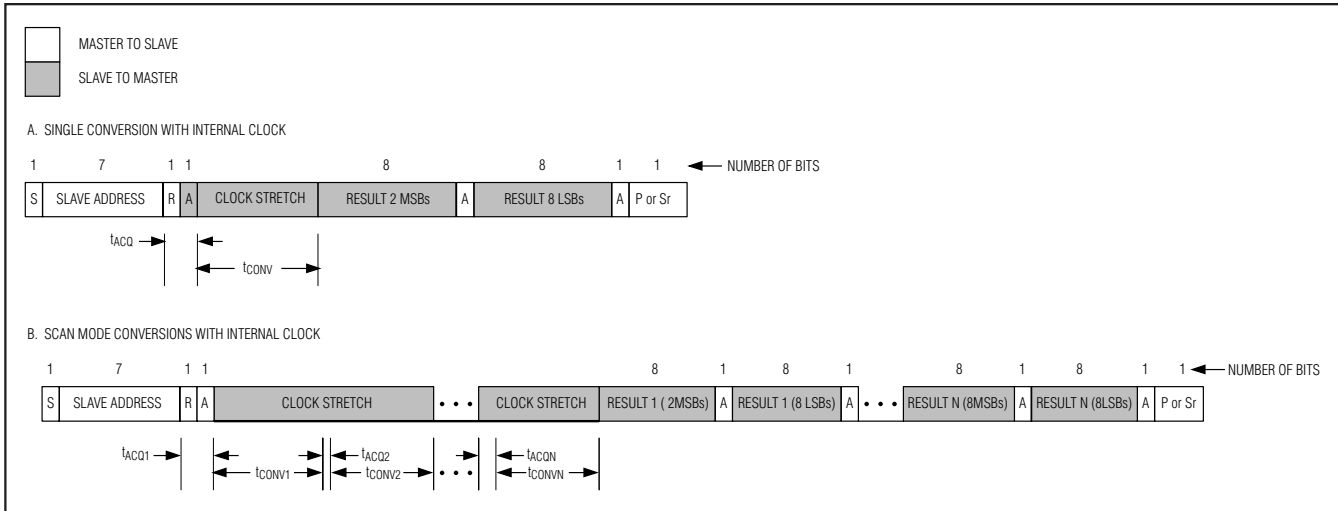 MASTER TO SLAVE
SLAVE TO MASTER
A. SINGLE CONVERSION WITH INTERNAL CLOCK
1 7 1 1 8 8 1 1 NUMBER OF BITS
S SLAVE ADDRESS R A CLOCK STRETCH RESULT 2 MSBs A RESULT 8 LSBs A P or Sr
tACQ
tCONV
B. SCAN MODE CONVERSIONS WITH INTERNAL CLOCK
1 7 1 1 8 1 8 1 8 1 8 1 1 NUMBER OF BITS
S SLAVE ADDRESS R A CLOCK STRETCH • • • CLOCK STRETCH RESULT 1 ( 2MSBs) A RESULT 1 (8 LSBs) A • • • RESULT N (8MSBs) A RESULT N (8LSBs) A P or Sr
tACQ1 tACQ2 tACQN
tCONV1 tCONV2 • • • tCONVN